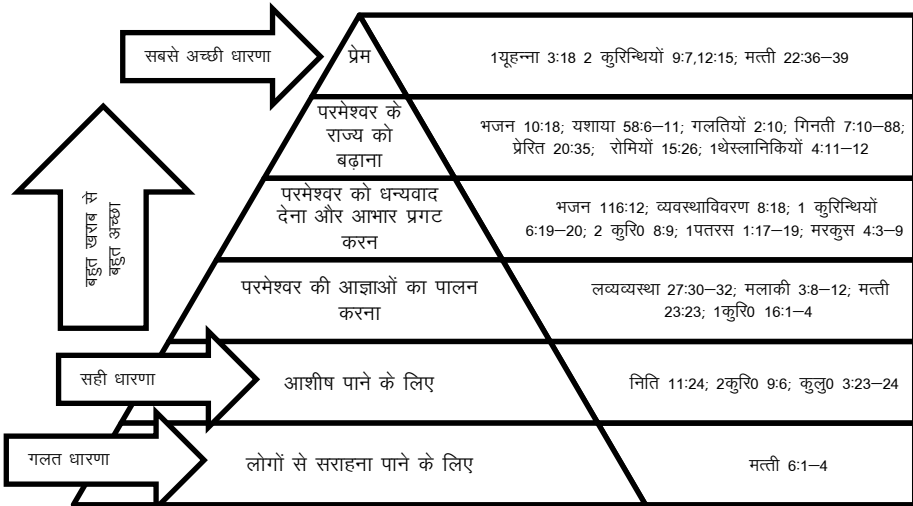 सबसे अच्छी धारणा
प्रेम
1यूहन्ना 3:18 2 कुरिन्थियों 9:7,12:15; मत्ती 22:36–39
परमेश्वर के
राज्य को
बढ़ाना
भजन 10:18; यशाया 58:6–11; गलतियों 2:10; गिनती 7:10–88;
प्रेरित 20:35; रोमियों 15:26; 1थेस्लानिकियों 4:11–12
बहुत खराब से
बहुत अच्छा
परमेश्वर को धन्यवाद
देना और आभार प्रगट
करन
भजन 116:12; व्यवस्थाविवरण 8:18; 1 कुरिन्थियों
6:19–20; 2 कुरि0 8:9; 1पतरस 1:17–19; मरकुस 4:3–9
परमेश्वर की आज्ञाओं का पालन
करना
लव्यव्यस्था 27:30–32; मलाकी 3:8–12; मत्ती
23:23; 1कुरि0 16:1–4
सही धारणा
आशीष पाने के लिए
निति 11:24; 2कुरि0 9:6; कुलु0 3:23–24
गलत धारणा
लोगों से सराहना पाने के लिए
मत्ती 6:1–4